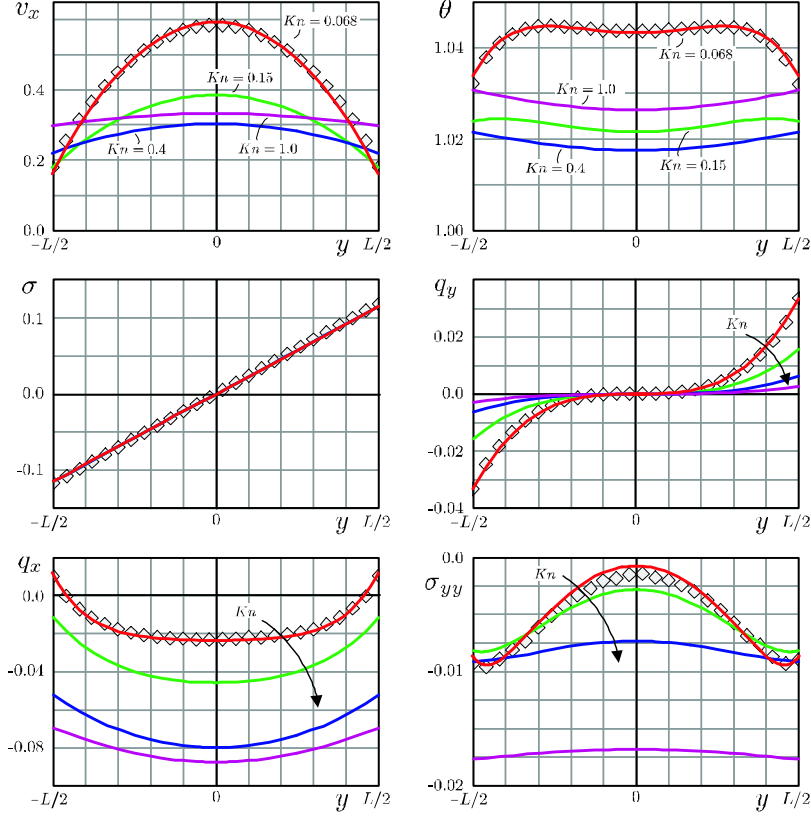 v_x
0.4
0.2
0.0
Kn = 0.068
Kn = 0.15
Kn = 0.4
Kn = 1.0
-L/2
0
y
L/2
θ
1.04
1.02
1.00
Kn = 0.068
Kn = 1.0
Kn = 0.4
Kn = 0.15
-L/2
0
y
L/2
σ
0.1
0.0
-0.1
-L/2
0
y
L/2
q_y
0.02
0.0
-0.02
-0.04
Kn
-L/2
0
y
L/2
q_x
0.0
-0.04
-0.08
Kn
-L/2
0
y
L/2
0.0
σ_yy
-0.01
-0.02
Kn
-L/2
0
y
L/2